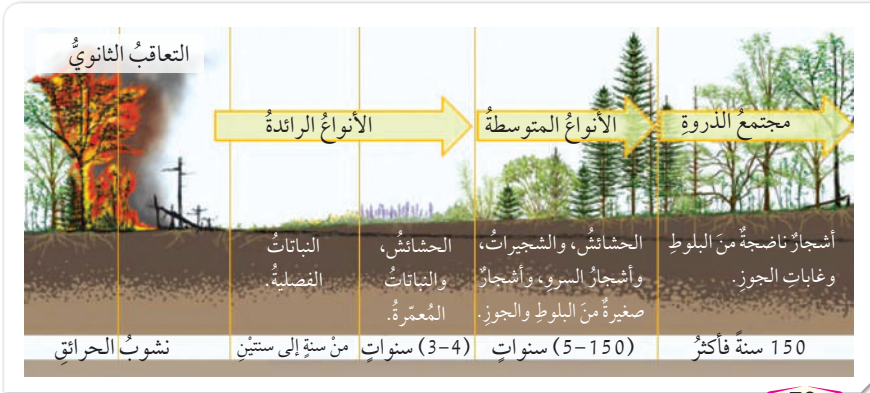 التعاقبُ الثانويُّ
الأنواعُ الرائدةُ
الأنواعُ المتوسطةُ
مجتمعُ الذروةِ
النباتاتُ
الفصليةُ.
الحشائشُ،
والنباتاتُ
المُعمّرةُ.
الحشائشُ، والشجيراتُ،
وأشجارُ السروِ، وأشجارٌ
صغيرةٌ منَ البلوطِ والجوزِ.
أشجارٌ ناضجةٌ منَ البلوطِ
وغاباتِ الجوزِ.
نشوبُ الحرائقِ
منْ سنةٍ إلى سنتيْنِ
(3-4) سنواتٍ
(5-150) سنواتٍ
150 سنةً فأكثرُ